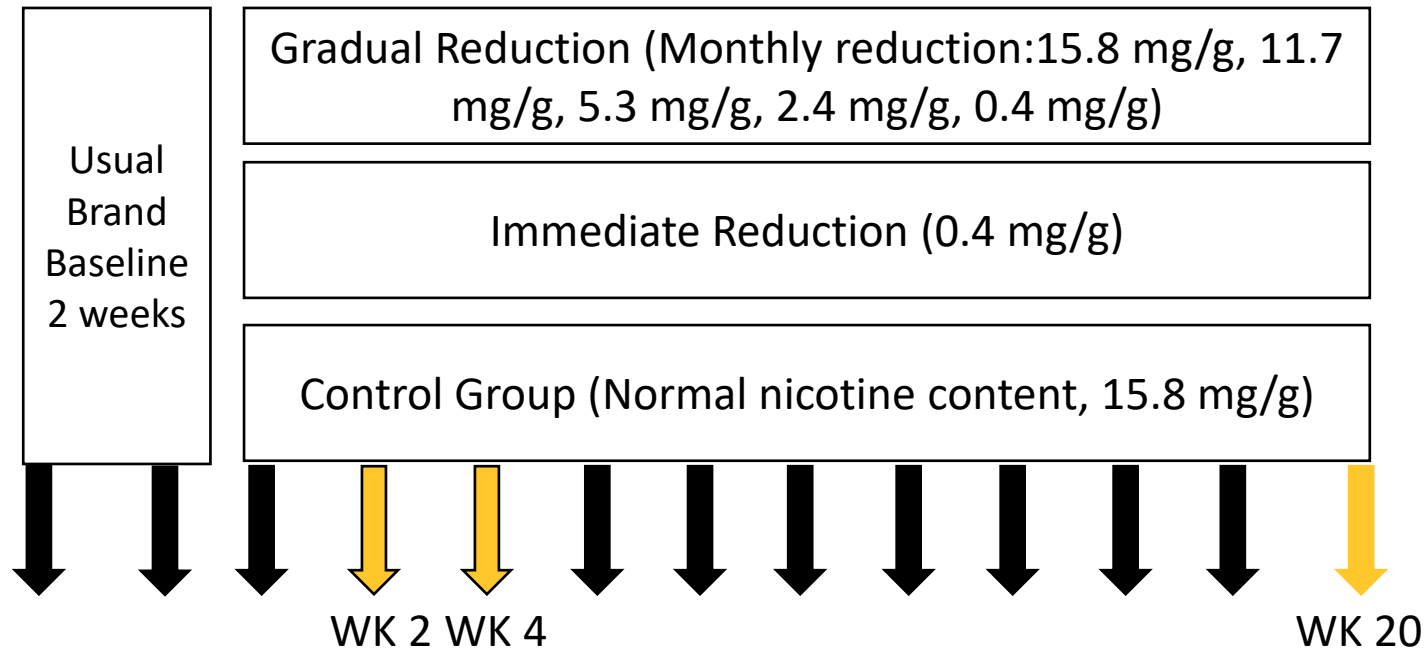 Usual
Brand
Baseline
2 weeks
Gradual Reduction (Monthly reduction:15.8 mg/g, 11.7
mg/g, 5.3 mg/g, 2.4 mg/g, 0.4 mg/g)
Immediate Reduction (0.4 mg/g)
Control Group (Normal nicotine content, 15.8 mg/g)
WK 2 WK 4
WK 20